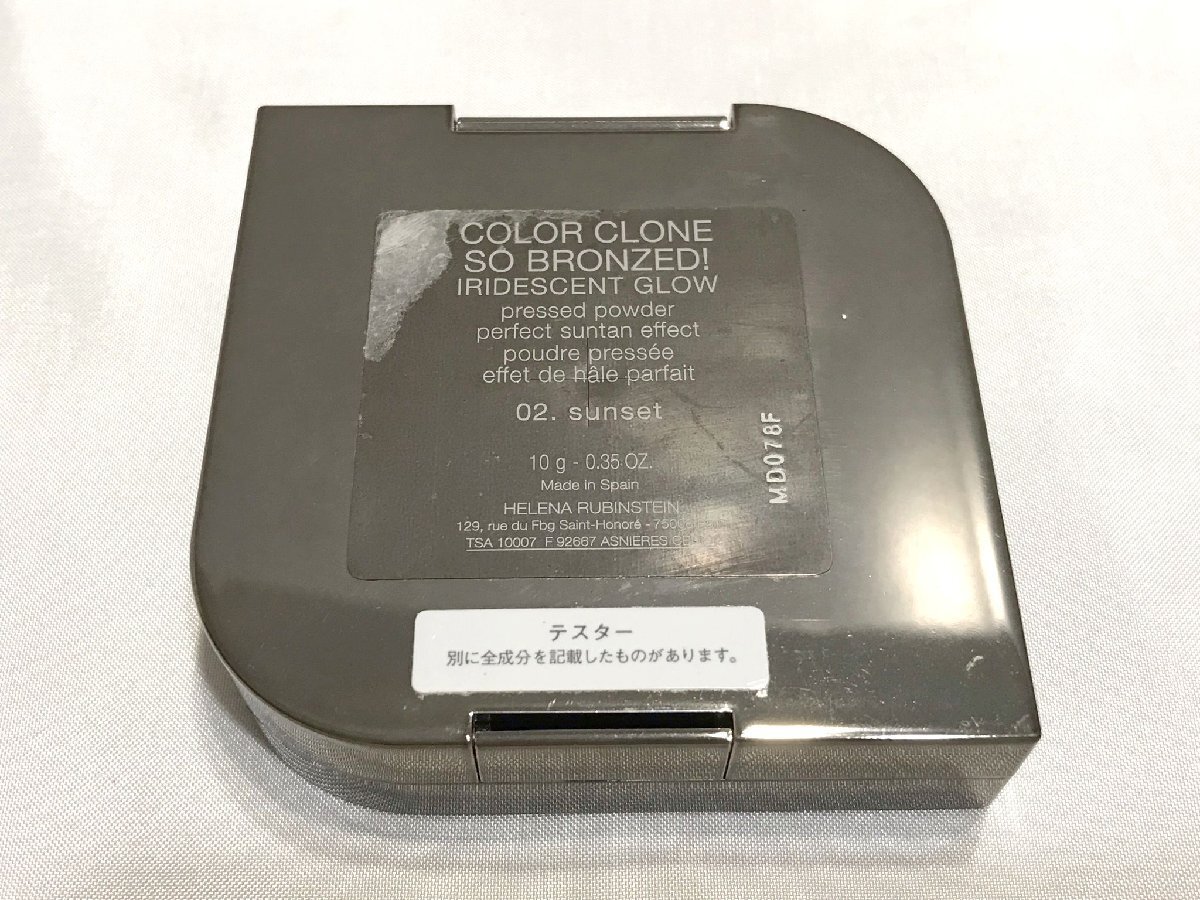 COLOR CLONE
SO BRONZED!
IRIDESCENT GLOW
pressed powder
perfect suntan effect
poudre pressée
effet de hâle parfait
02. sunset
10 g - 0.35 OZ.
Made in Spain
HELENA RUBINSTEIN
129, rue du Fbg Saint-Honoré -
TSA 10007 F 92667 ASNIERES
MD078F
テスター
別に全成分を記載したものがあります。